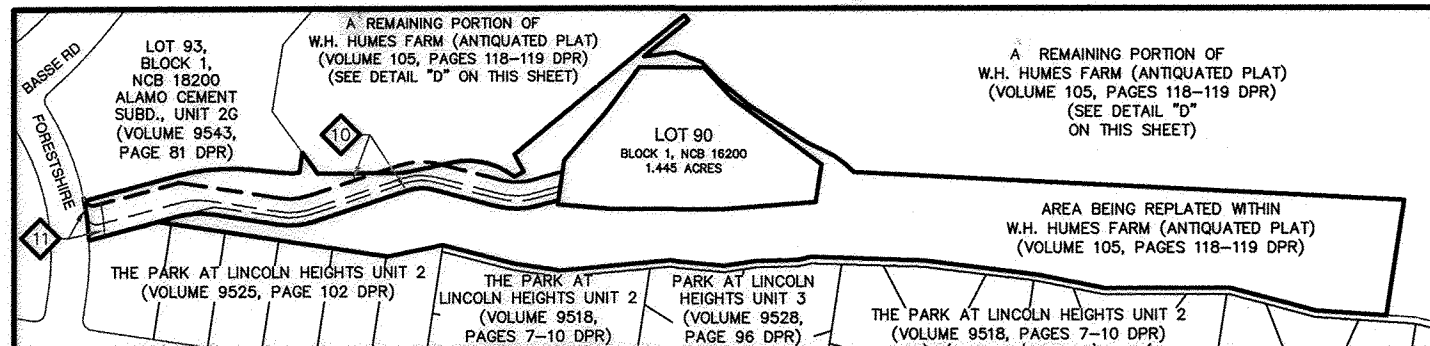 BASSE RD
FORESTSHIRE
LOT 93,
BLOCK 1,
NCB 18200
ALAMO CEMENT
SUBD., UNIT 2G
(VOLUME 9543,
PAGE 81 DPR)
A REMAINING PORTION OF
W.H. HUMES FARM (ANTIQUATED PLAT)
(VOLUME 105, PAGES 118-119 DPR)
(SEE DETAIL "D" ON THIS SHEET)
10
11
LOT 90
BLOCK 1, NCB 16200
1.445 ACRES
A REMAINING PORTION OF
W.H. HUMES FARM (ANTIQUATED PLAT)
(VOLUME 105, PAGES 118-119 DPR)
(SEE DETAIL "D"
ON THIS SHEET)
AREA BEING REPLATED WITHIN
W.H. HUMES FARM (ANTIQUATED PLAT)
(VOLUME 105, PAGES 118-119 DPR)
THE PARK AT LINCOLN HEIGHTS UNIT 2
(VOLUME 9525, PAGE 102 DPR)
THE PARK AT
LINCOLN HEIGHTS UNIT 2
(VOLUME 9518,
PAGES 7-10 DPR)
PARK AT LINCOLN
HEIGHTS UNIT 3
(VOLUME 9528,
PAGE 96 DPR)
THE PARK AT LINCOLN HEIGHTS UNIT 2
(VOLUME 9518, PAGES 7-10 DPR)